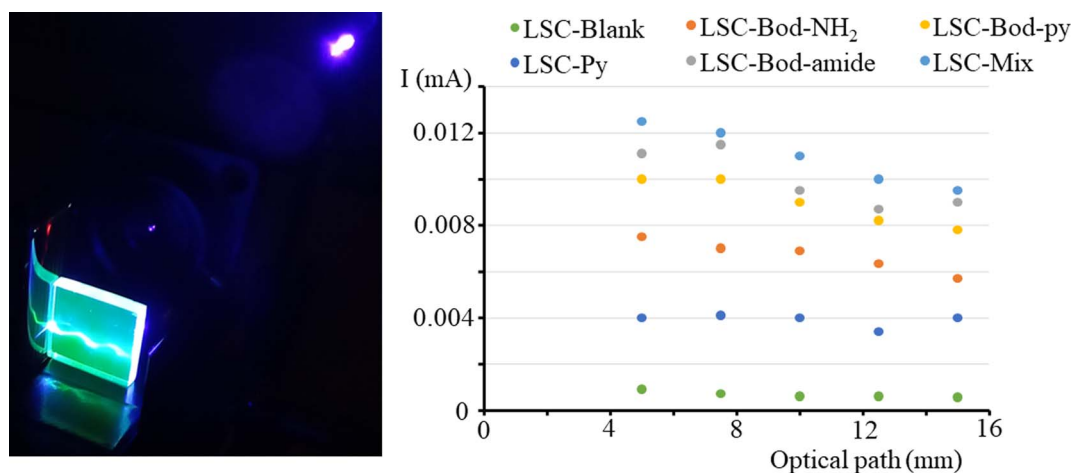 LSC-Blank LSC-Bod-NH₂ LSC-Bod-py
LSC-Py LSC-Bod-amide LSC-Mix
I (mA)
0.012
0.008
0.004
0
0 4 8 12 16
Optical path (mm)